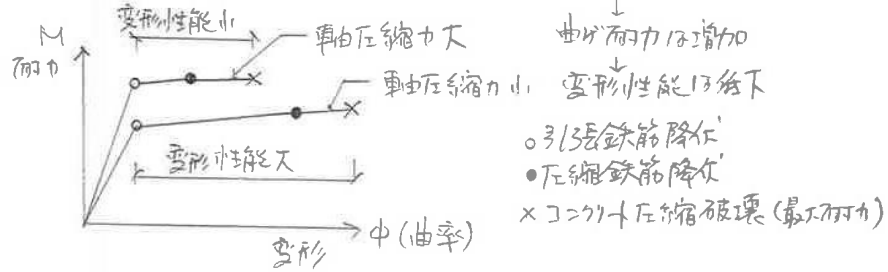 変形性能小
M
耐力
軸圧縮力大
軸圧縮力小
変形性能大
φ(曲率)
変形
↓
曲げ耐力は増加
↓
変形性能は低下
○引張鉄筋降伏
●圧縮鉄筋降伏
×コンクリート圧縮破壊(最大耐力)